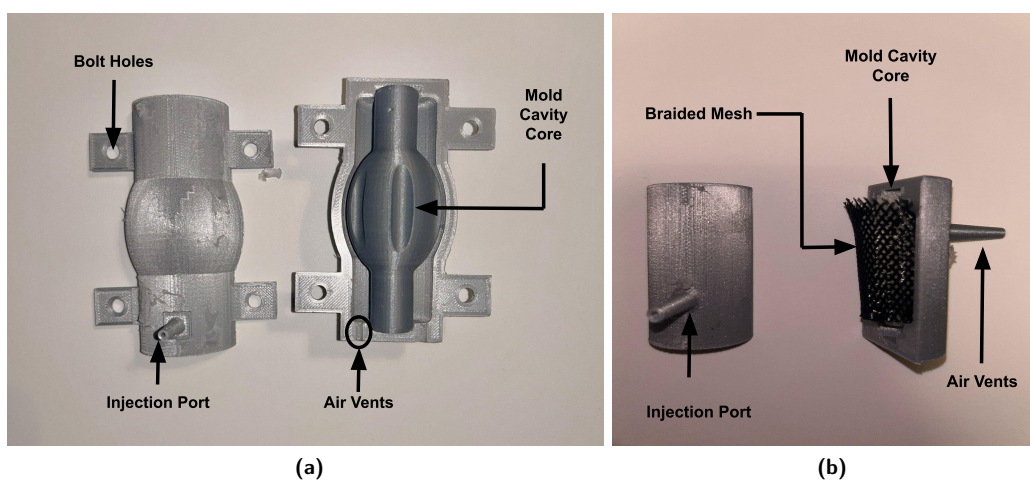 Bolt Holes
Mold
Cavity
Core
Injection Port
Air Vents
(a)
Mold Cavity
Core
Braided Mesh
Injection Port
Air Vents
(b)